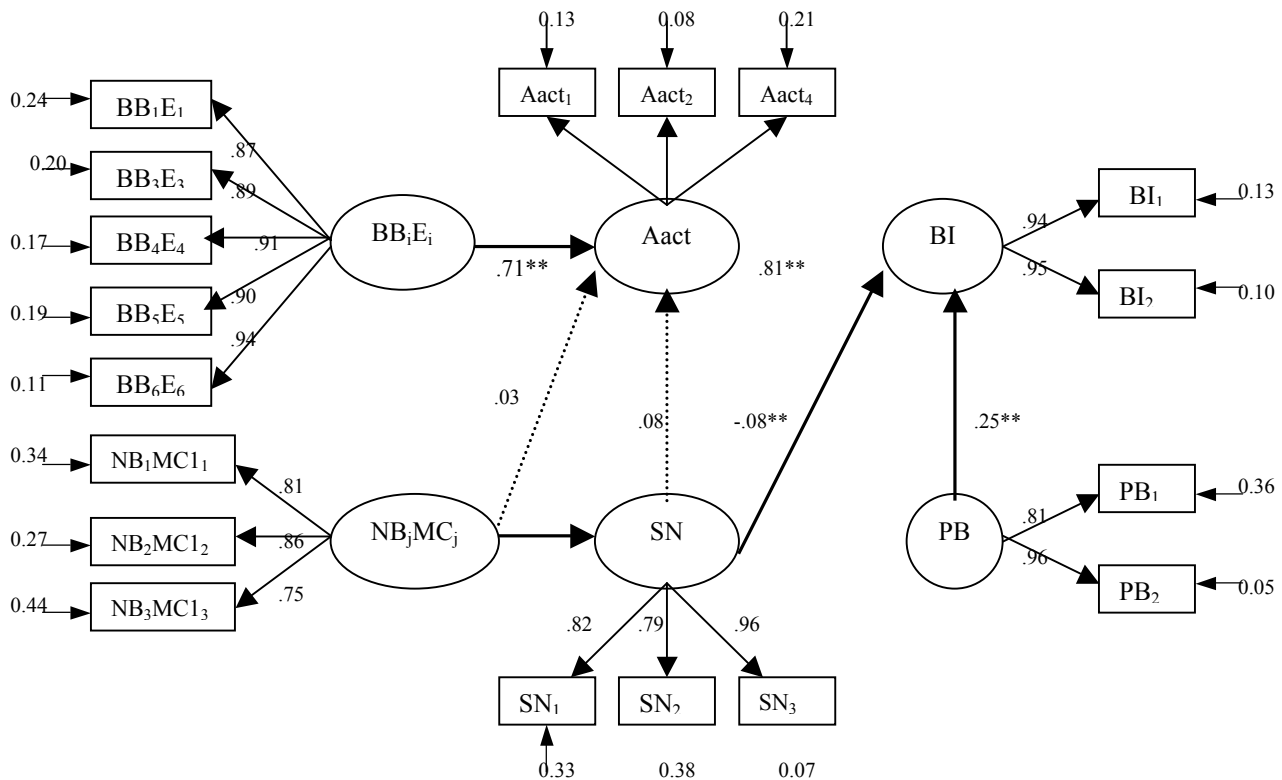 0.13
0.08
0.21
Aact₁
Aact₂
Aact₄
0.24
BB₁E₁
.87
0.20
BB₃E₃
.89
0.17
BB₄E₄
.91
0.19
BB₅E₅
.90
0.11
BB₆E₆
.94
BBᵢEᵢ
.71**
Aact
.81**
BI
.94
BI₁
0.13
.95
BI₂
0.10
.03
.08
-.08**
.25**
0.34
NB₁MC1₁
.81
0.27
NB₂MC1₂
.86
0.44
NB₃MC1₃
.75
NBⱼMCⱼ
SN
PB
.81
PB₁
0.36
.96
PB₂
0.05
.82
.79
.96
SN₁
SN₂
SN₃
0.33
0.38
0.07